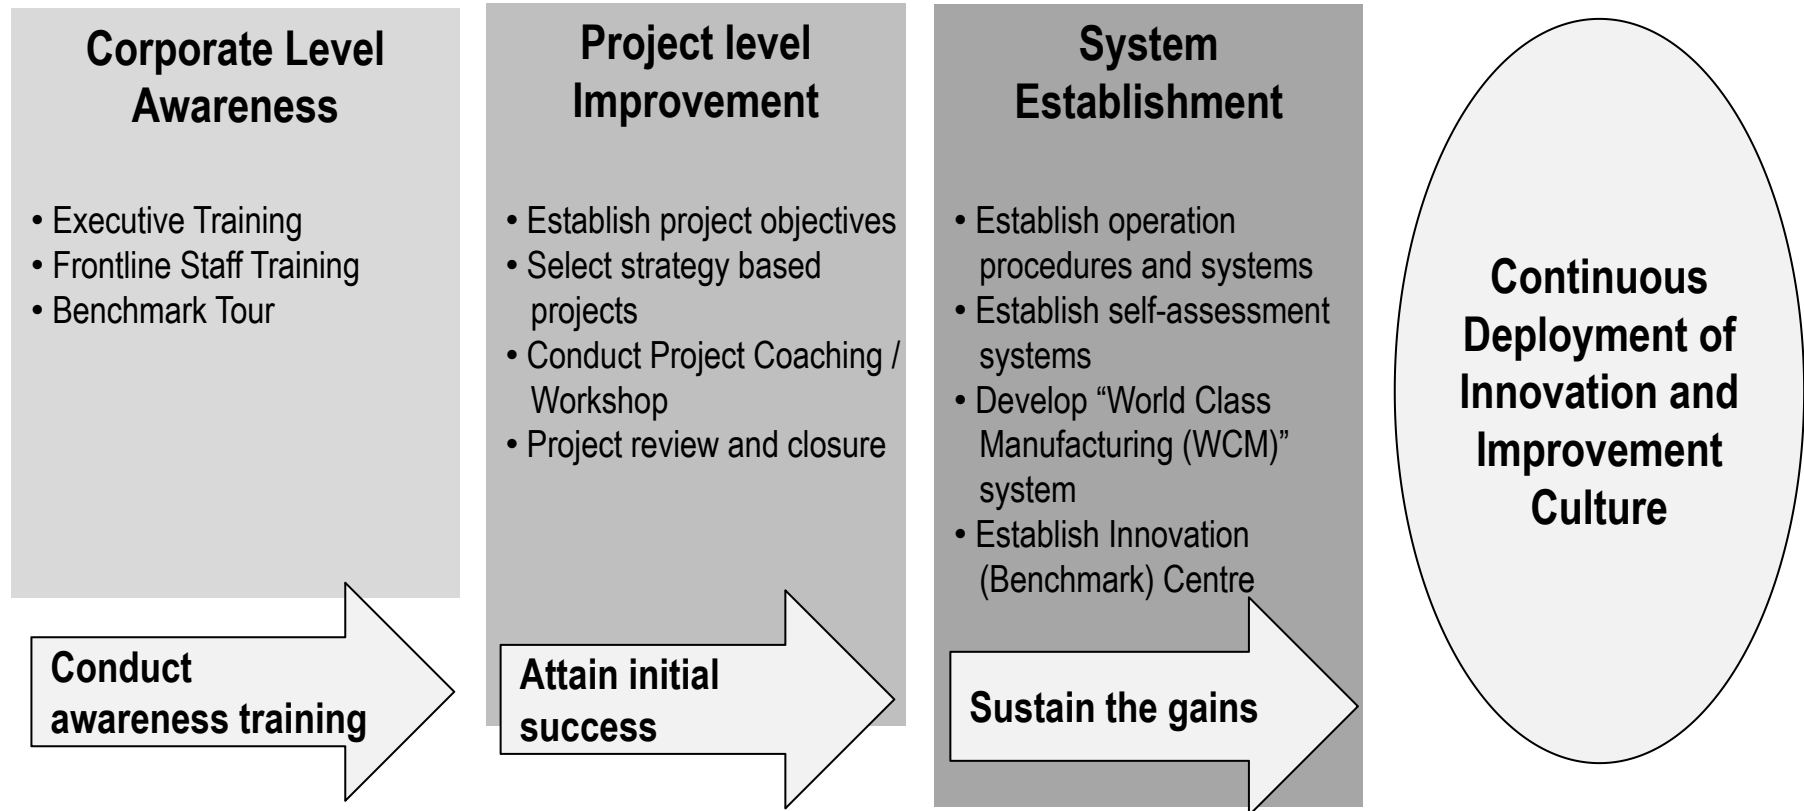 Corporate Level
Awareness
• Executive Training
• Frontline Staff Training
• Benchmark Tour
Conduct
awareness training
Project level
Improvement
• Establish project objectives
• Select strategy based
projects
• Conduct Project Coaching /
Workshop
• Project review and closure
Attain initial
success
System
Establishment
• Establish operation
procedures and systems
• Establish self-assessment
systems
• Develop “World Class
Manufacturing (WCM)”
system
• Establish Innovation
(Benchmark) Centre
Sustain the gains
Continuous
Deployment of
Innovation and
Improvement
Culture